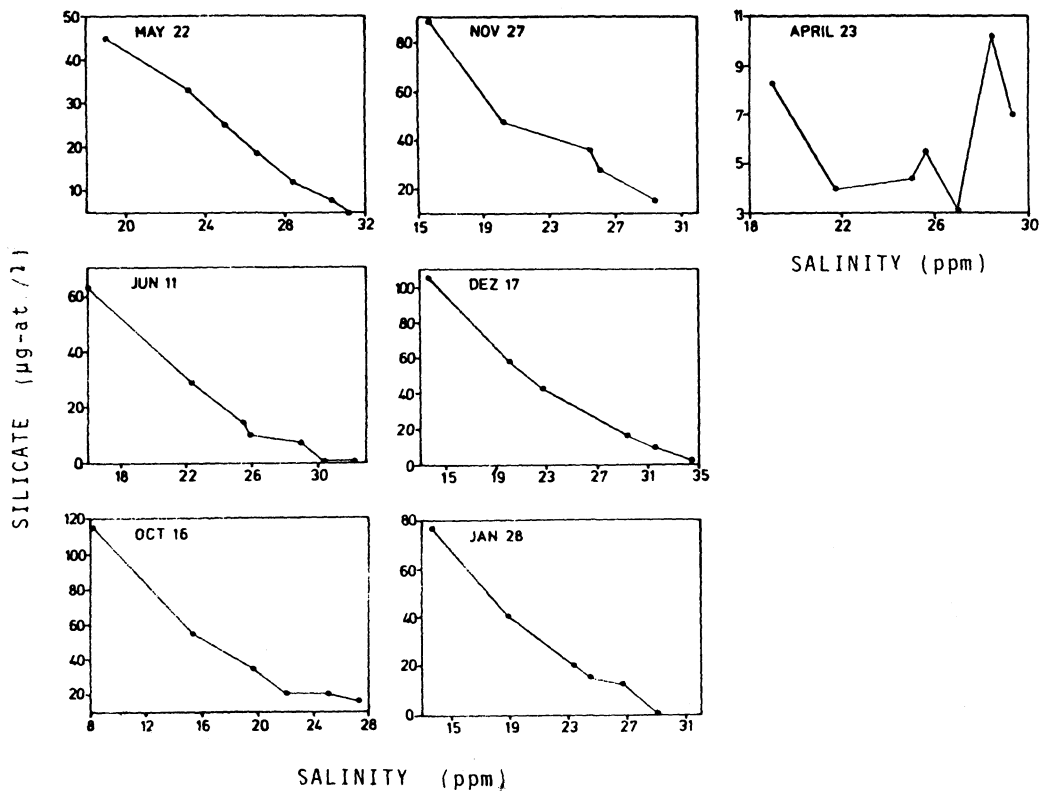 MAY 22
50
40
30
20
10
20 24 28 32
NOV 27
80
60
40
20
15 19 23 27 31
APRIL 23
11
9
7
5
3
18 22 26 30
SALINITY (ppm)
SILICATE (µg-at./l)
JUN 11
60
40
20
0
18 22 26 30
DEZ 17
100
80
60
40
20
0
15 19 23 27 31 35
OCT 16
120
100
80
60
40
20
8 12 16 20 24 28
JAN 28
80
60
40
20
0
15 19 23 27 31
SALINITY (ppm)